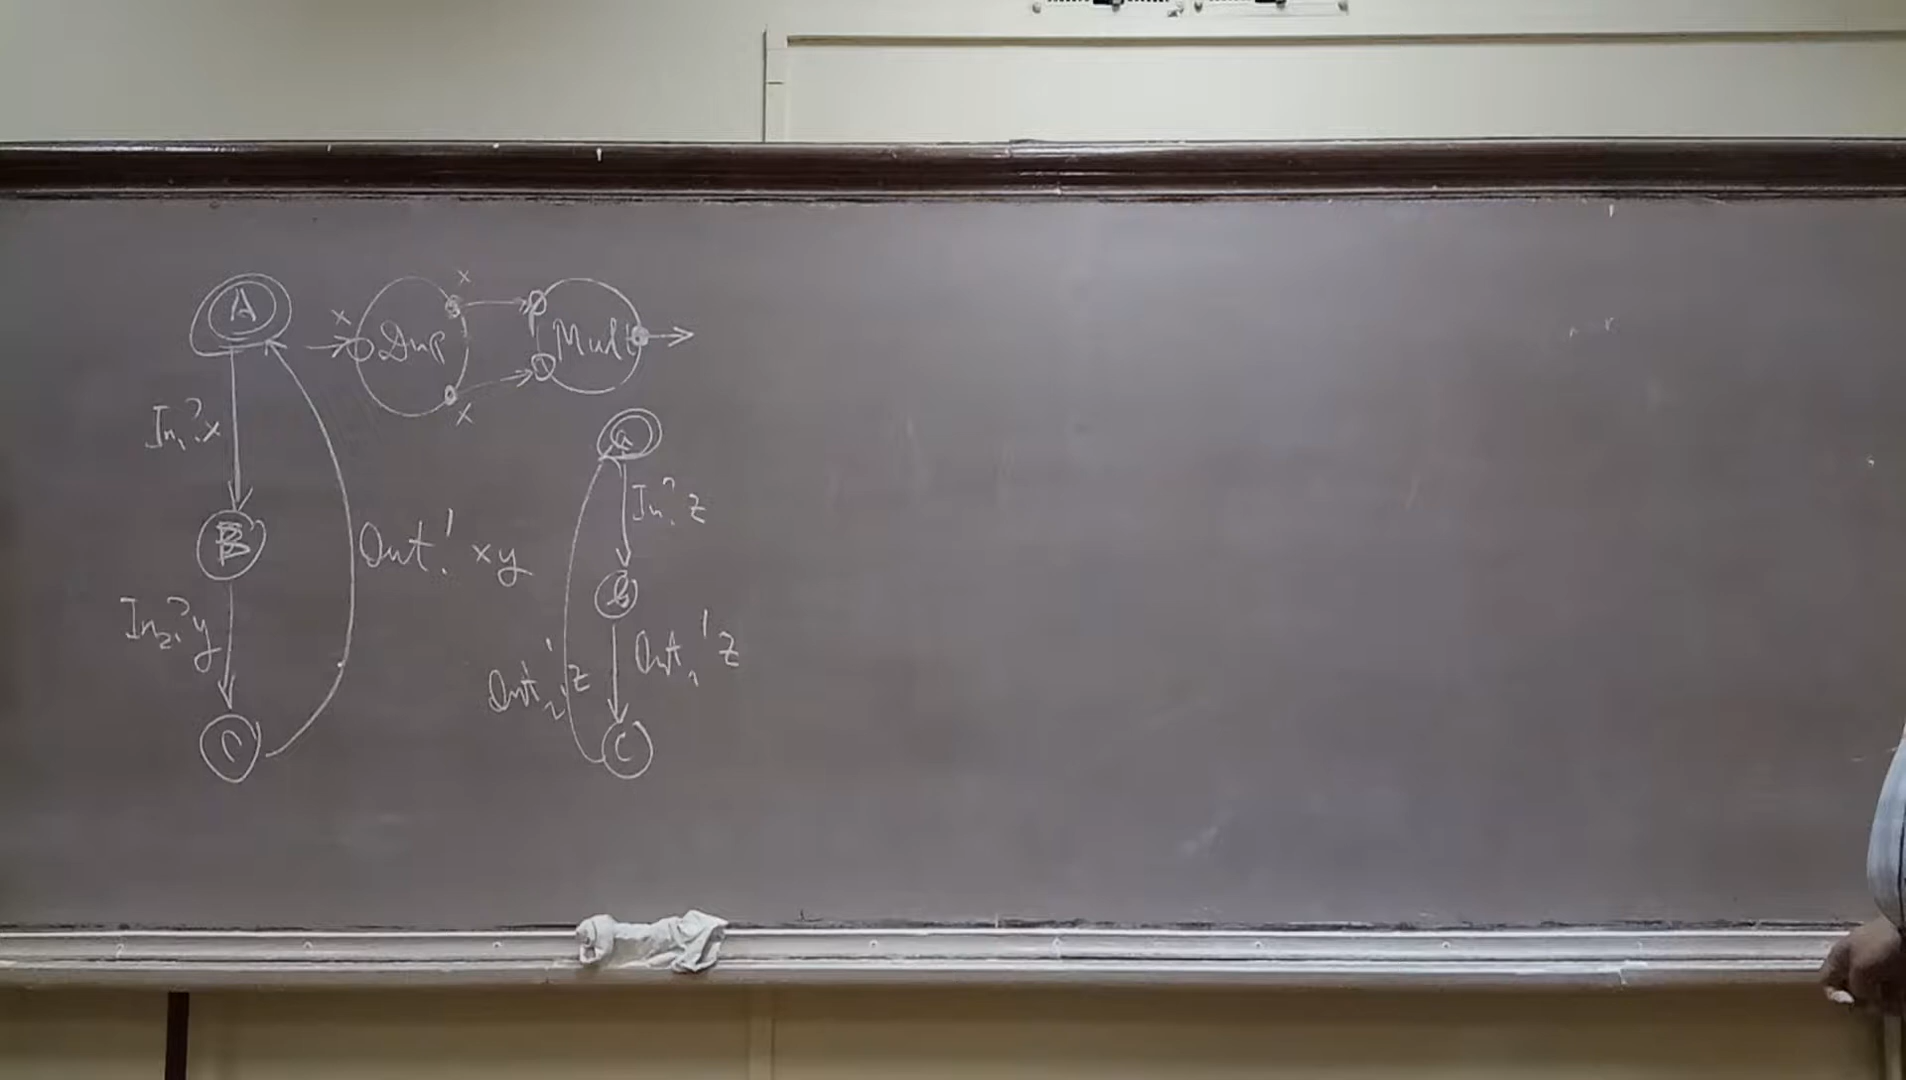 A
x Dup x x Mult
In₁?x
a
In?z
B
Out! xy
b
In₂?y
Out₁!z
Out₂!z
C
c